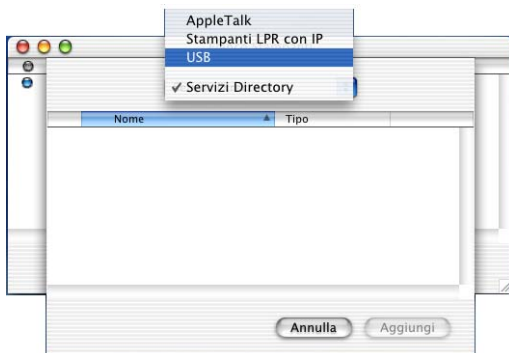 AppleTalk
Stampanti LPR con IP
USB
✓ Servizi Directory
Nome Tipo
Annulla Aggiungi